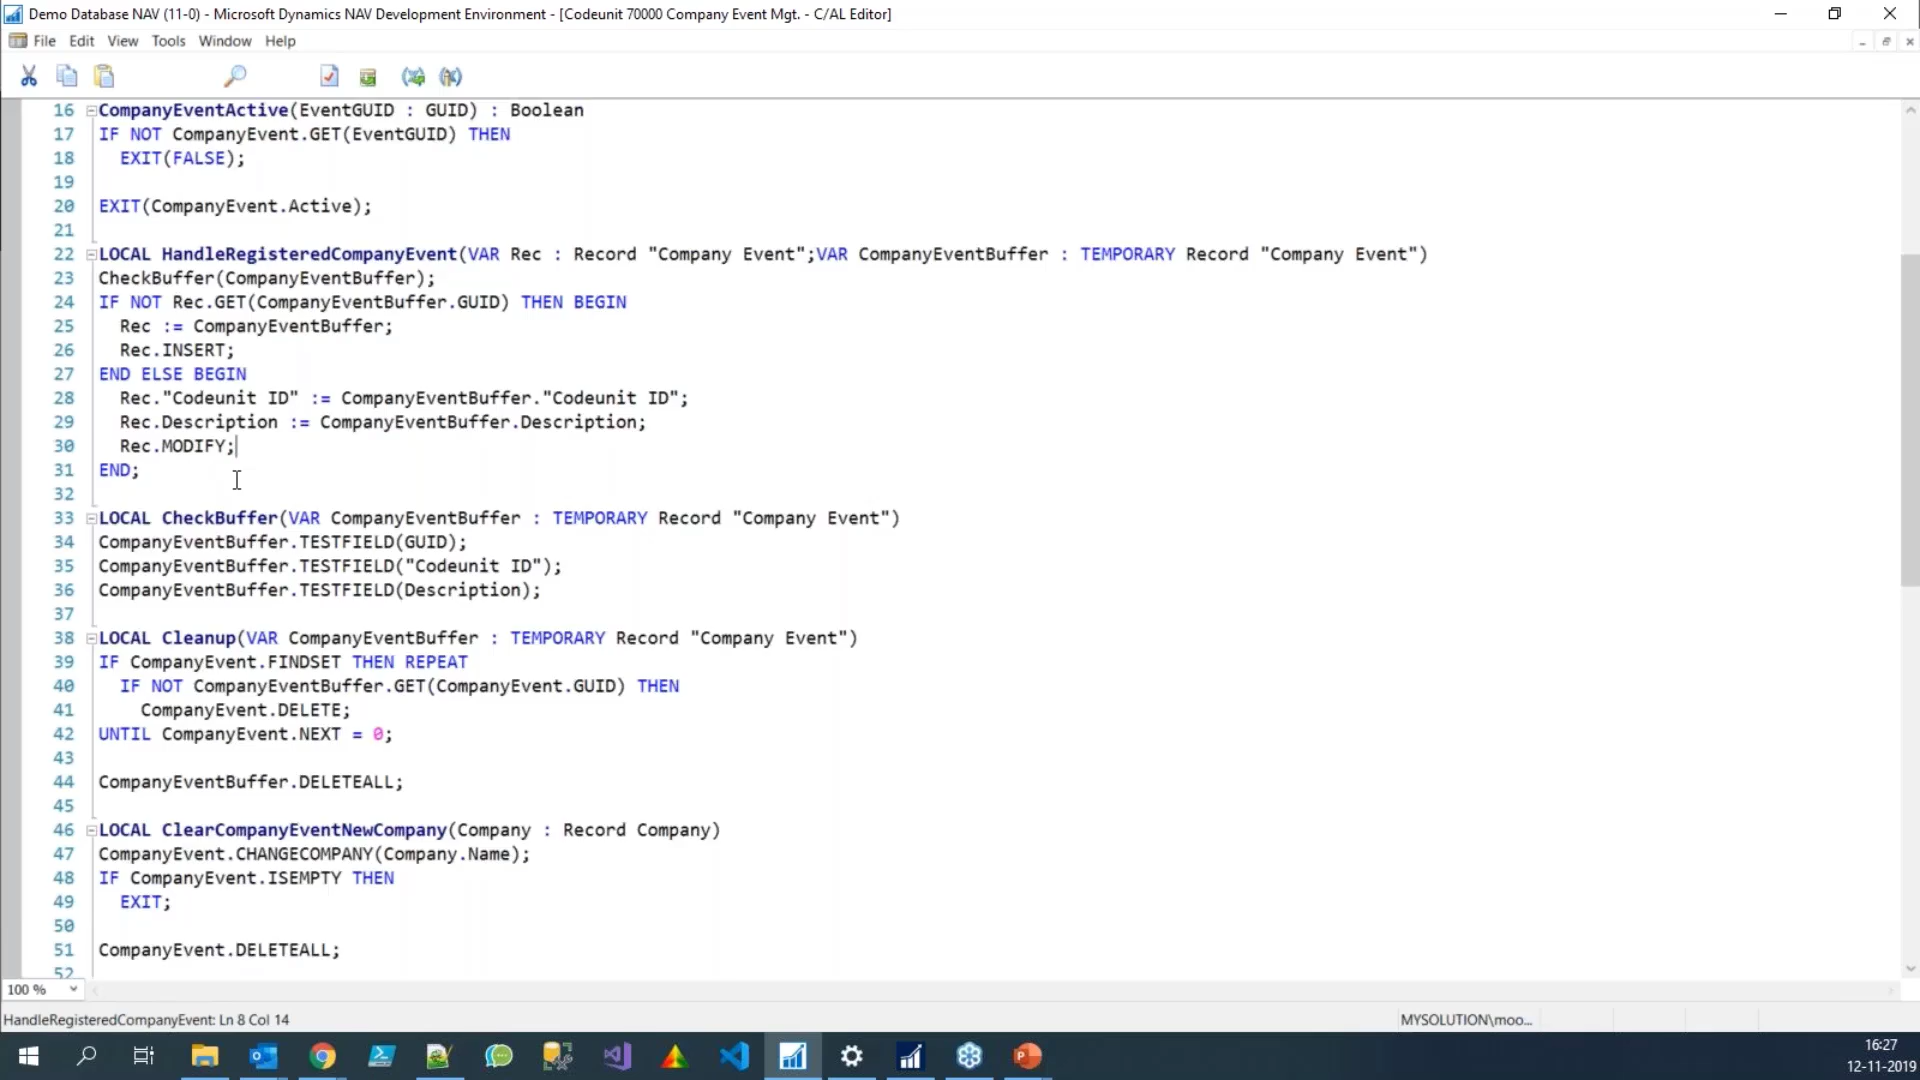 Demo Database NAV (11-0) - Microsoft Dynamics NAV Development Environment - [Codeunit 70000 Company Event Mgt. - C/AL Editor]
File Edit View Tools Window Help
16 CompanyEventActive(EventGUID : GUID) : Boolean
17 IF NOT CompanyEvent.GET(EventGUID) THEN
18 EXIT(FALSE);
19
20 EXIT(CompanyEvent.Active);
21
22 LOCAL HandleRegisteredCompanyEvent(VAR Rec : Record "Company Event";VAR CompanyEventBuffer : TEMPORARY Record "Company Event")
23 CheckBuffer(CompanyEventBuffer);
24 IF NOT Rec.GET(CompanyEventBuffer.GUID) THEN BEGIN
25 Rec := CompanyEventBuffer;
26 Rec.INSERT;
27 END ELSE BEGIN
28 Rec."Codeunit ID" := CompanyEventBuffer."Codeunit ID";
29 Rec.Description := CompanyEventBuffer.Description;
30 Rec.MODIFY;
31 END;
32
33 LOCAL CheckBuffer(VAR CompanyEventBuffer : TEMPORARY Record "Company Event")
34 CompanyEventBuffer.TESTFIELD(GUID);
35 CompanyEventBuffer.TESTFIELD("Codeunit ID");
36 CompanyEventBuffer.TESTFIELD(Description);
37
38 LOCAL Cleanup(VAR CompanyEventBuffer : TEMPORARY Record "Company Event")
39 IF CompanyEvent.FINDSET THEN REPEAT
40 IF NOT CompanyEventBuffer.GET(CompanyEvent.GUID) THEN
41 CompanyEvent.DELETE;
42 UNTIL CompanyEvent.NEXT = 0;
43
44 CompanyEventBuffer.DELETEALL;
45
46 LOCAL ClearCompanyEventNewCompany(Company : Record Company)
47 CompanyEvent.CHANGECOMPANY(Company.Name);
48 IF CompanyEvent.ISEMPTY THEN
49 EXIT;
50
51 CompanyEvent.DELETEALL;
52
100 %
HandleRegisteredCompanyEvent: Ln 8 Col 14 MYSOLUTION\moo...
16:27
12-11-2019